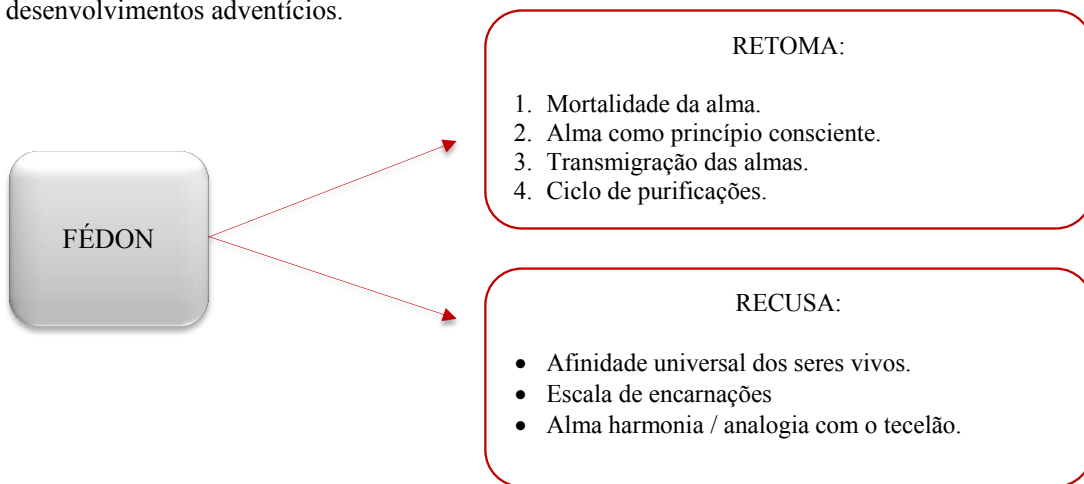 desenvolvimentos adventícios.
RETOMA:
1. Mortalidade da alma.
2. Alma como princípio consciente.
3. Transmigração das almas.
4. Ciclo de purificações.
FÉDON
RECUSA:
• Afinidade universal dos seres vivos.
• Escala de encarnações
• Alma harmonia / analogia com o tecelão.